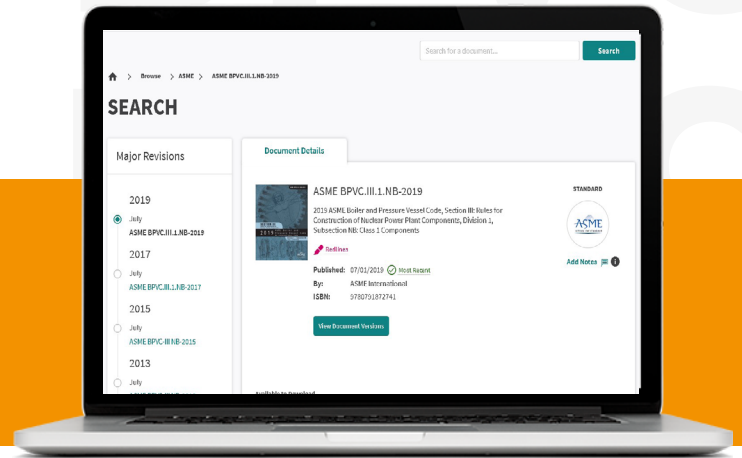 Search for a document...
Search
Browse > ASME > ASME BPVC.III.1.NB-2019
SEARCH
Major Revisions
2019
July
ASME BPVC.III.1.NB-2019
2017
July
ASME BPVC.III.1.NB-2017
2015
July
ASME BPVC-III NB-2015
2013
July
Document Details
2019
ASME BPVC.III.1.NB-2019
2019 ASME Boiler and Pressure Vessel Code, Section III: Rules for
Construction of Nuclear Power Plant Components, Division 1,
Subsection NB: Class 1 Components
Redlines
Published: 07/01/2019 Most Recent
By: ASME International
ISBN: 9780791872741
View Document Versions
Available to Download
STANDARD
ASME
Add Notes